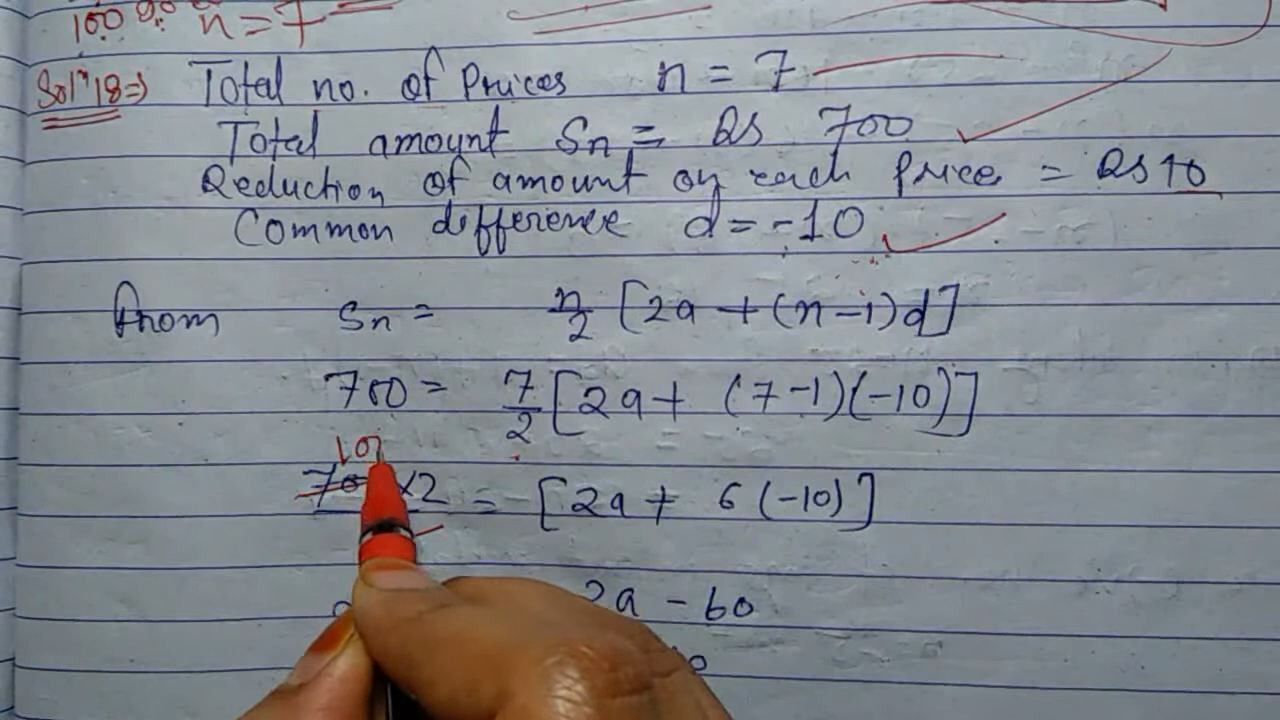 100
n = 7
Solⁿ 18⇒ Total no. of Prices n = 7
Total amount Sn = Rs 700
Reduction of amount on each Price = Rs 10
Common difference d = -10
From Sn = n/2 [2a + (n-1)d]
700 = 7/2 [2a + (7-1)(-10)]
100
700 × 2 = [2a + 6(-10)]
2a - 60